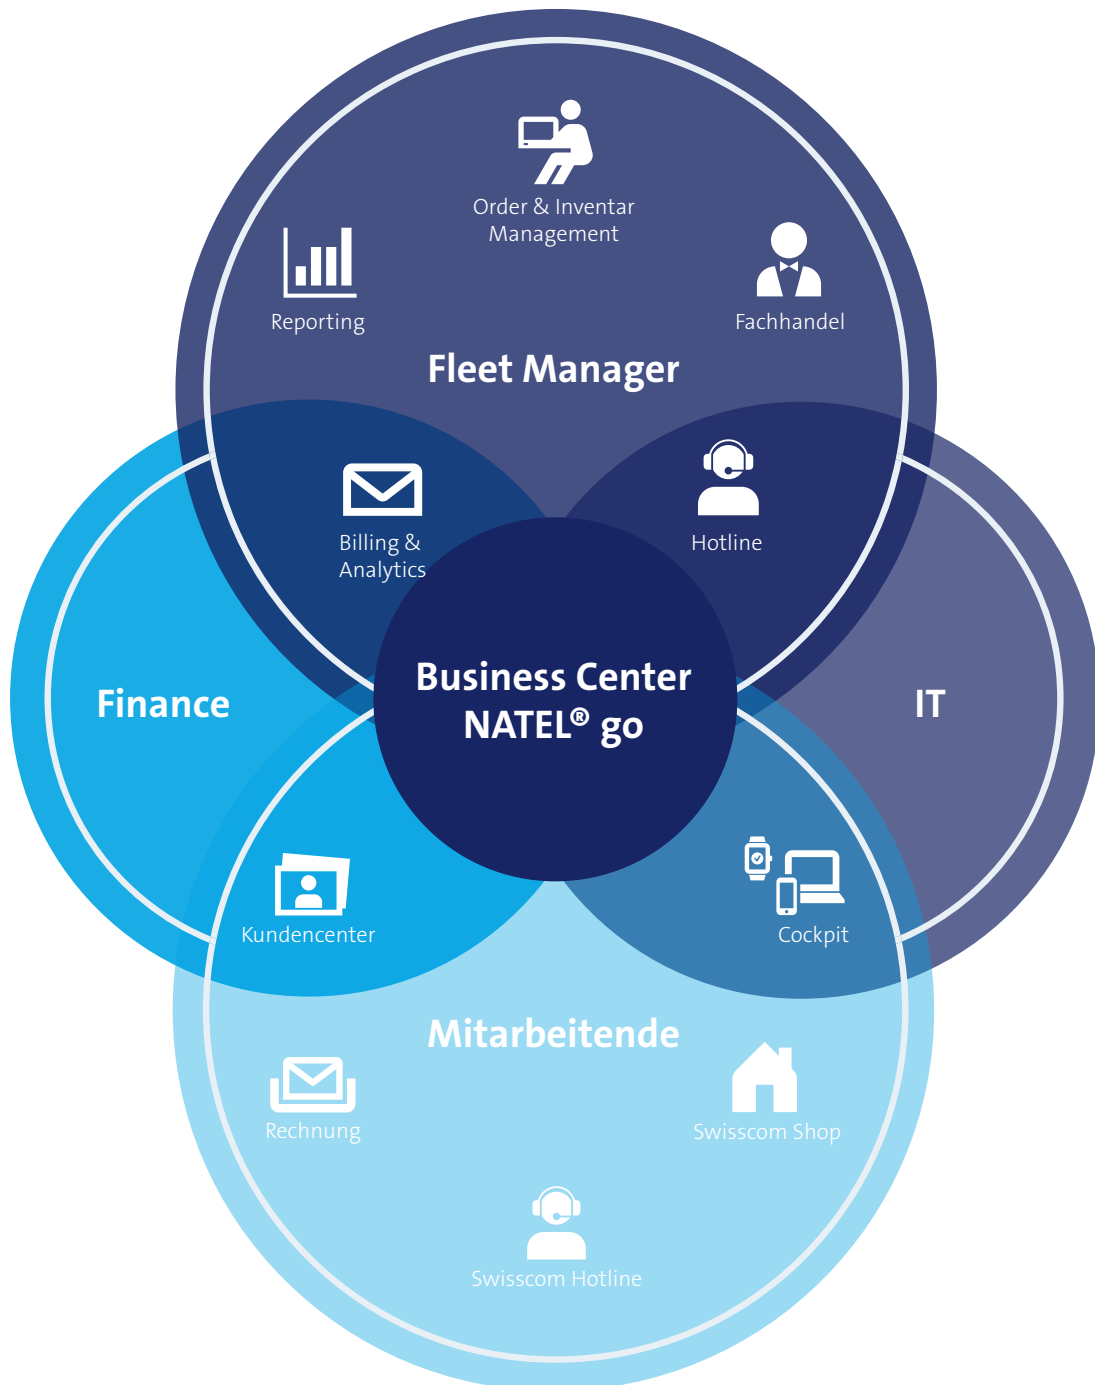 Order & Inventar
Management
Reporting
Fachhandel
Fleet Manager
Billing &
Analytics
Hotline
Business Center
NATEL® go
Finance
IT
Kundencenter
Cockpit
Mitarbeitende
Rechnung
Swisscom Shop
Swisscom Hotline